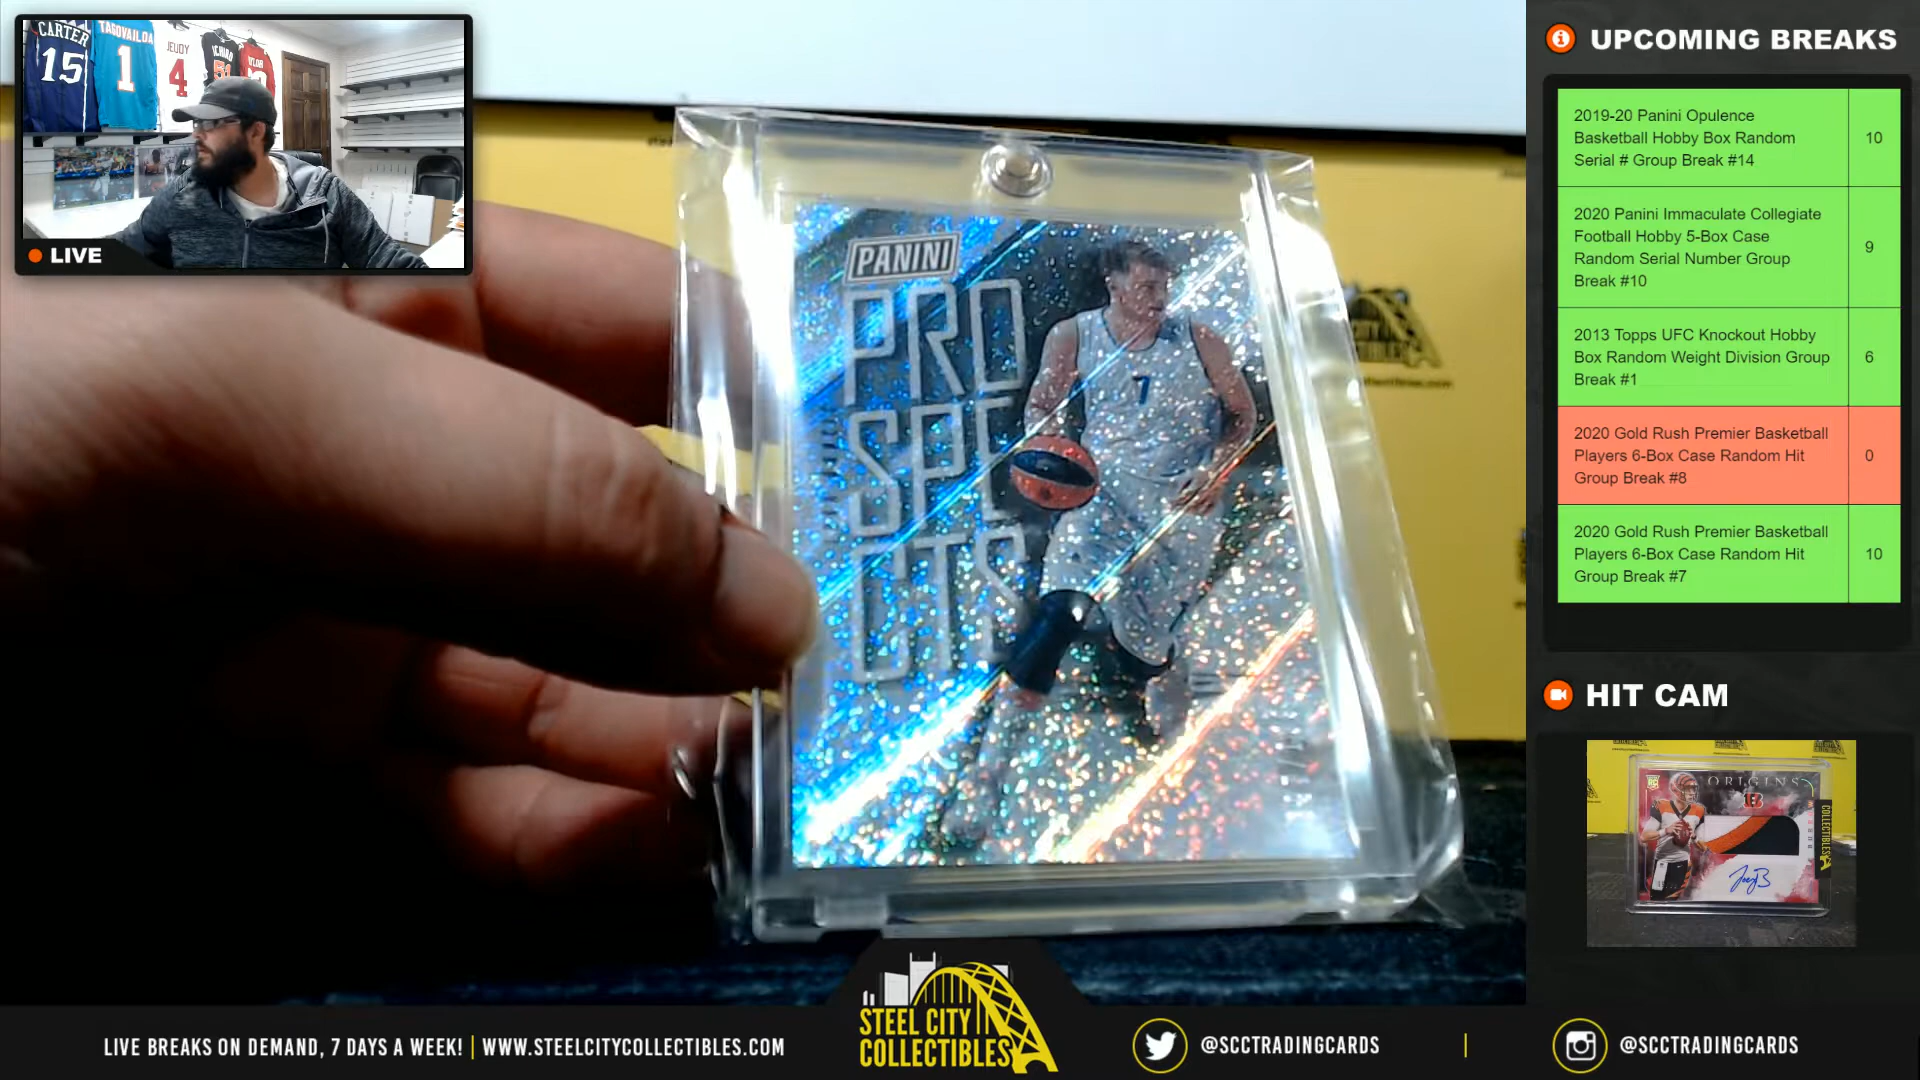 CARTER
15
TAGOVAILOA
1
JEUDY
4
ICHIRO
51
LIVE
PANINI
PRO
SPE
CTS
7
UPCOMING BREAKS
2019-20 Panini Opulence
Basketball Hobby Box Random
Serial # Group Break #14
10
2020 Panini Immaculate Collegiate
Football Hobby 5-Box Case
Random Serial Number Group
Break #10
9
2013 Topps UFC Knockout Hobby
Box Random Weight Division Group
Break #1
6
2020 Gold Rush Premier Basketball
Players 6-Box Case Random Hit
Group Break #8
0
2020 Gold Rush Premier Basketball
Players 6-Box Case Random Hit
Group Break #7
10
HIT CAM
ORIGINS
RC
B
COLLECTIBLES
JoeyB
LIVE BREAKS ON DEMAND, 7 DAYS A WEEK! | WWW.STEELCITYCOLLECTIBLES.COM
STEEL CITY
COLLECTIBLES
@SCCTRADINGCARDS
@SCCTRADINGCARDS